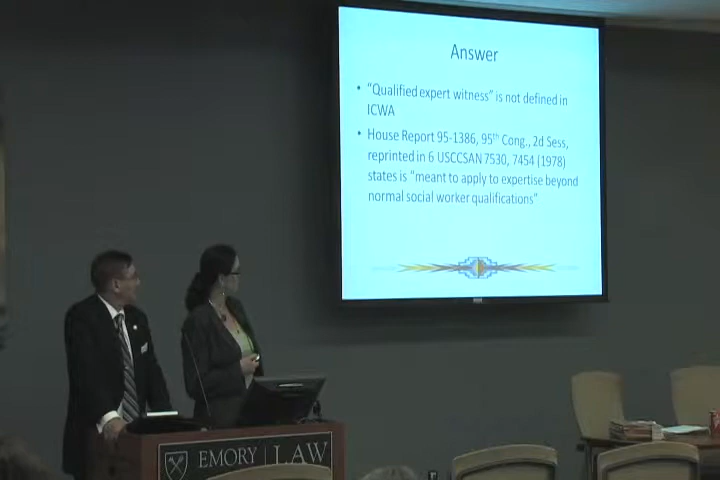 Answer
• "Qualified expert witness" is not defined in
ICWA
• House Report 95-1386, 95th Cong., 2d Sess,
reprinted in 6 USCCSAN 7530, 7454 (1978)
states is "meant to apply to expertise beyond
normal social worker qualifications"
EMORY | LAW